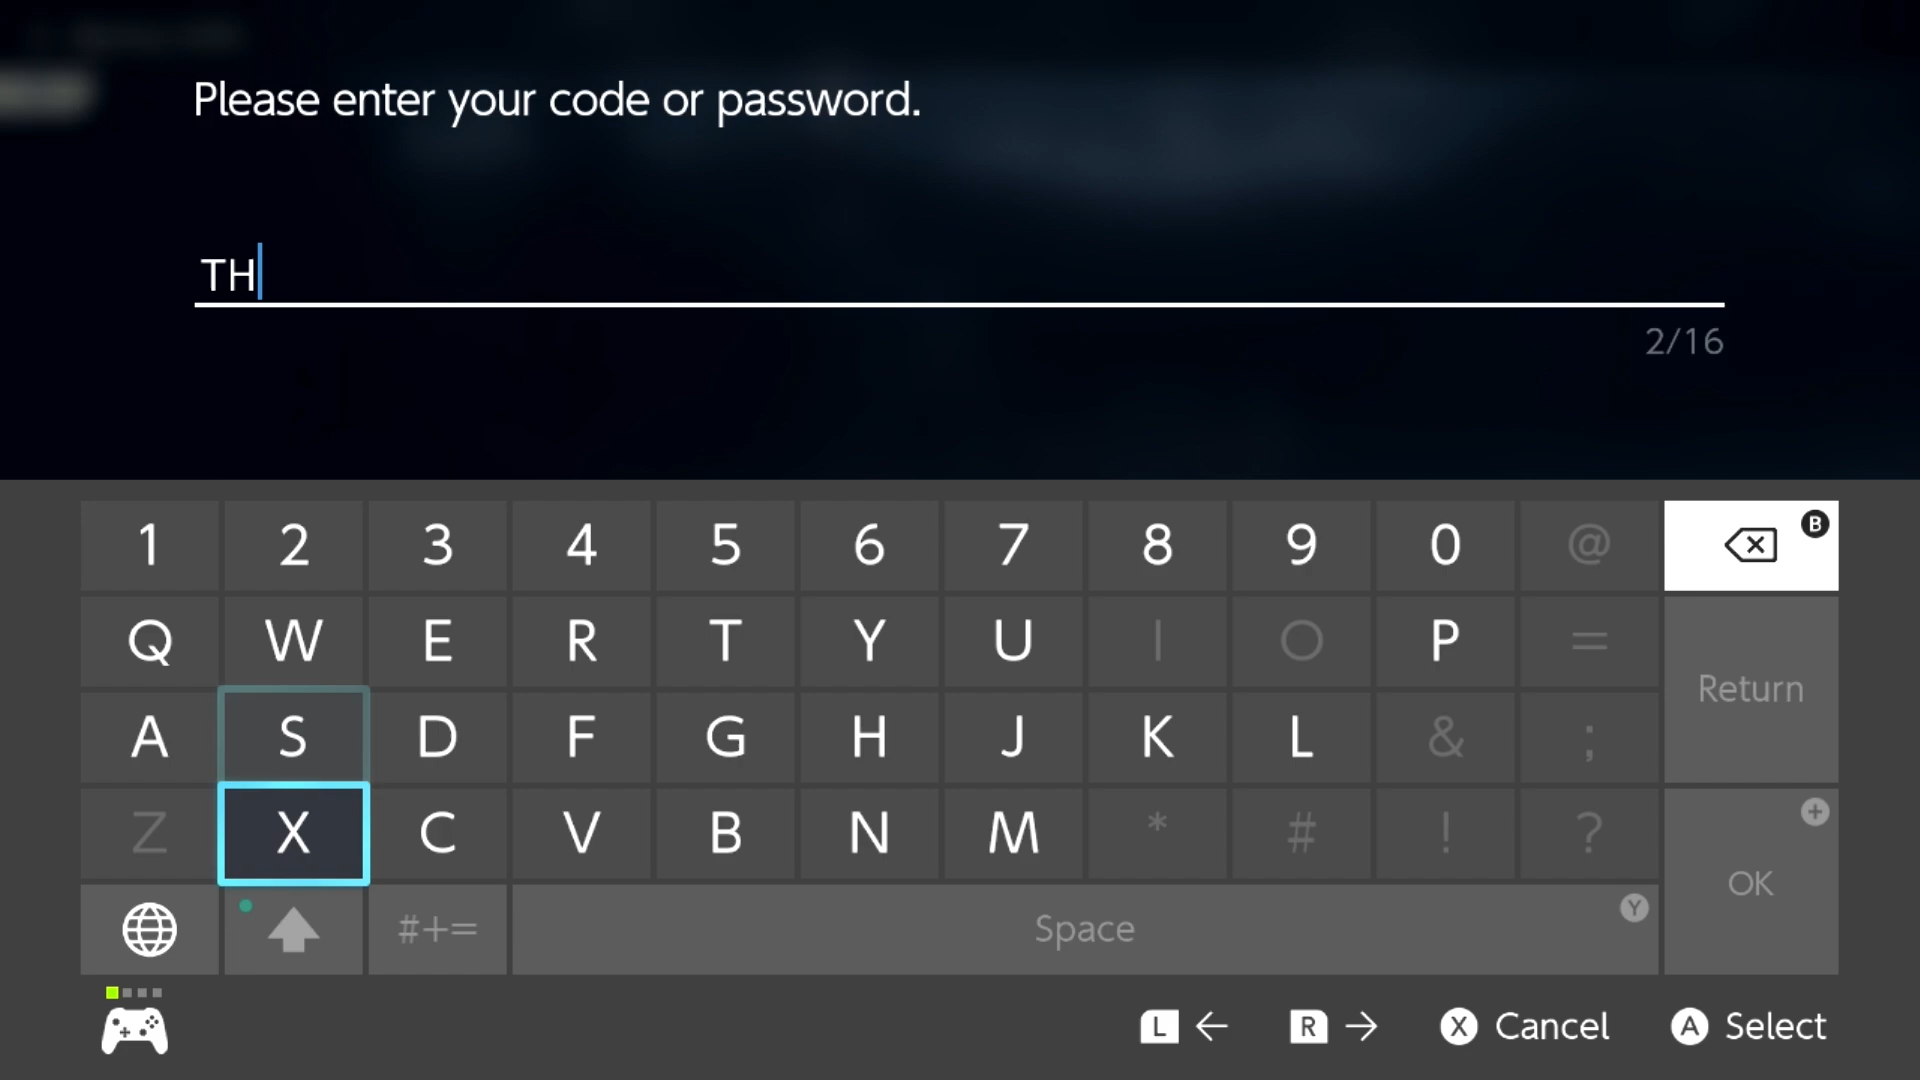 Please enter your code or password.
TH
2/16
1 2 3 4 5 6 7 8 9 0 @ B
Q W E R T Y U I O P =
Return
A S D F G H J K L & ;
Z X C V B N M * # ! ? +
OK
#+= Space Y
L ← R → X Cancel A Select